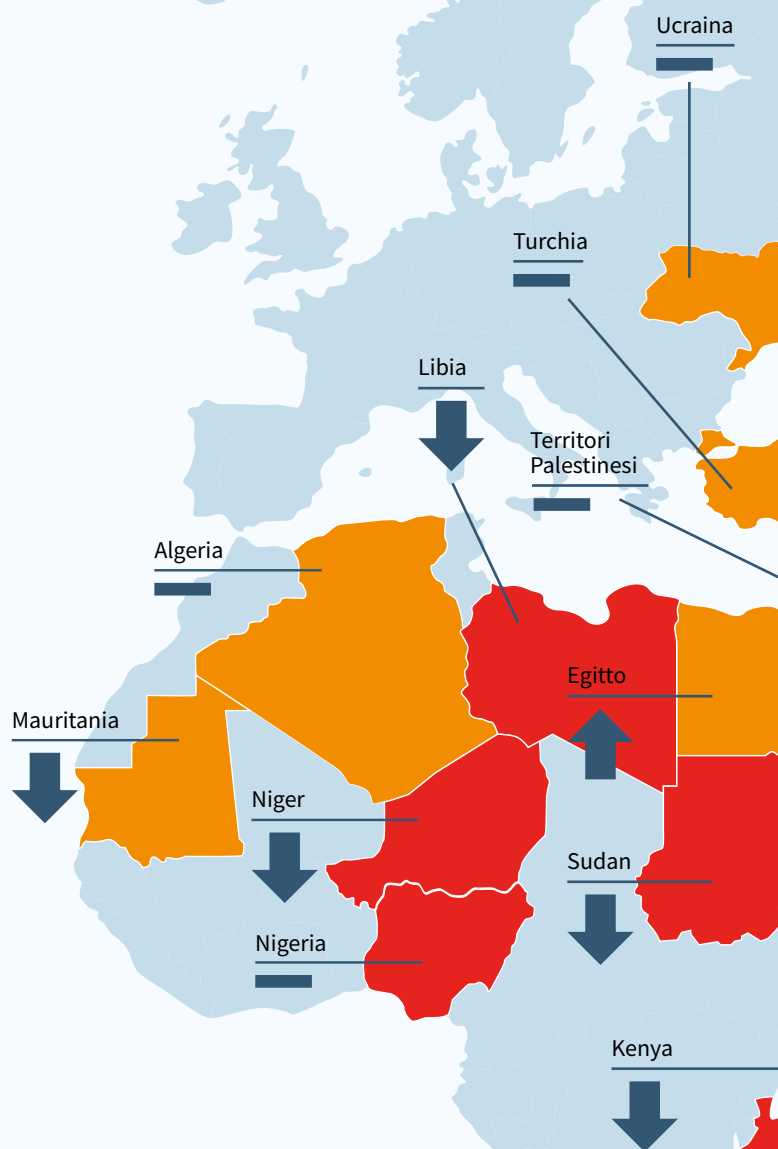 Ucraina
Turchia
Libia
Territori
Palestinesi
Algeria
Egitto
Mauritania
Niger
Sudan
Nigeria
Kenya